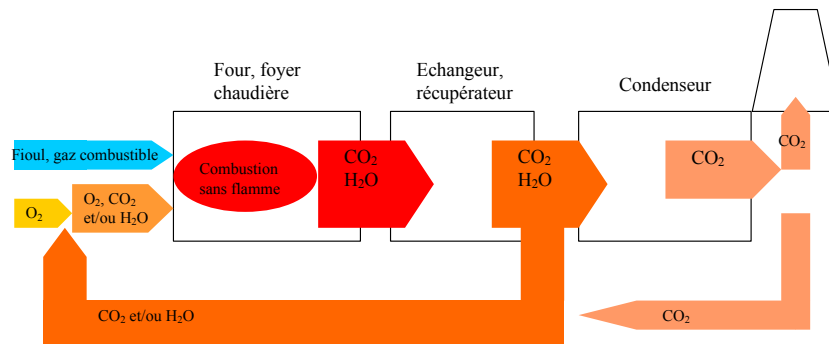 Four, foyer
chaudière
Echangeur,
récupérateur
Condenseur
Fioul, gaz combustible
Combustion
sans flamme
CO₂
H₂O
CO₂
H₂O
CO₂
CO₂
O₂
O₂, CO₂
et/ou H₂O
CO₂ et/ou H₂O
CO₂